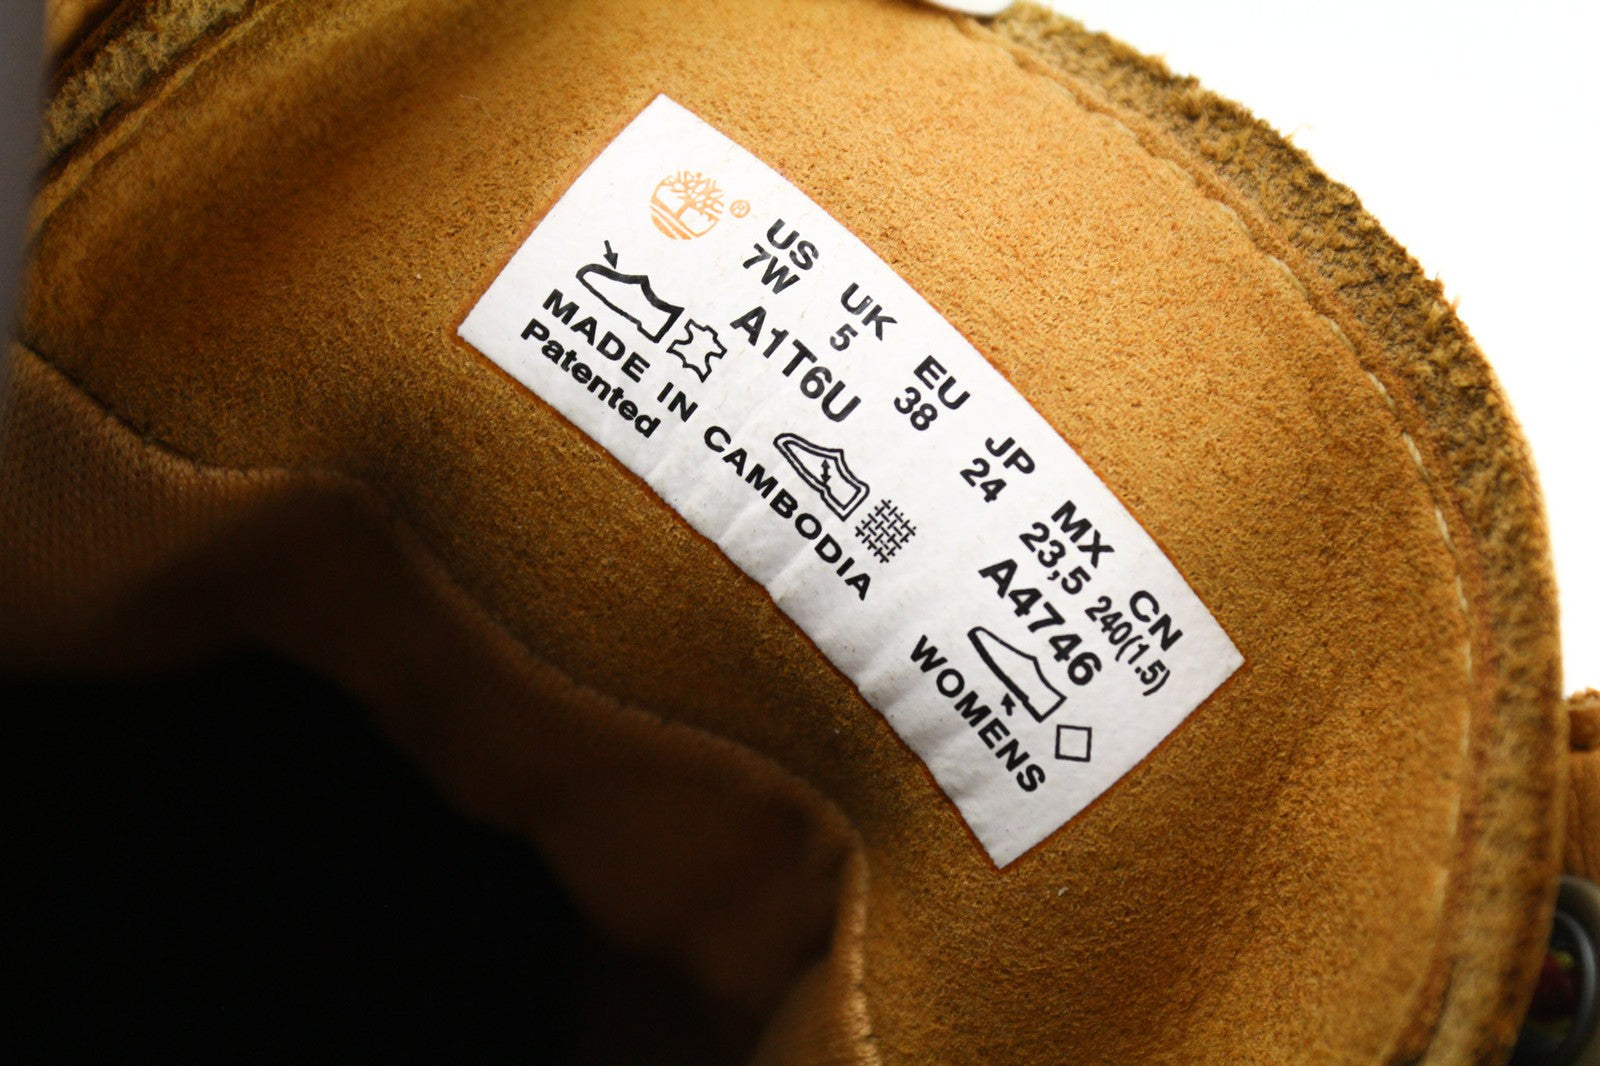 ®
US UK EU JP MX CN
7W 5 38 24 23,5 240(1.5)
A1T6U A4746
MADE IN CAMBODIA WOMENS
Patented